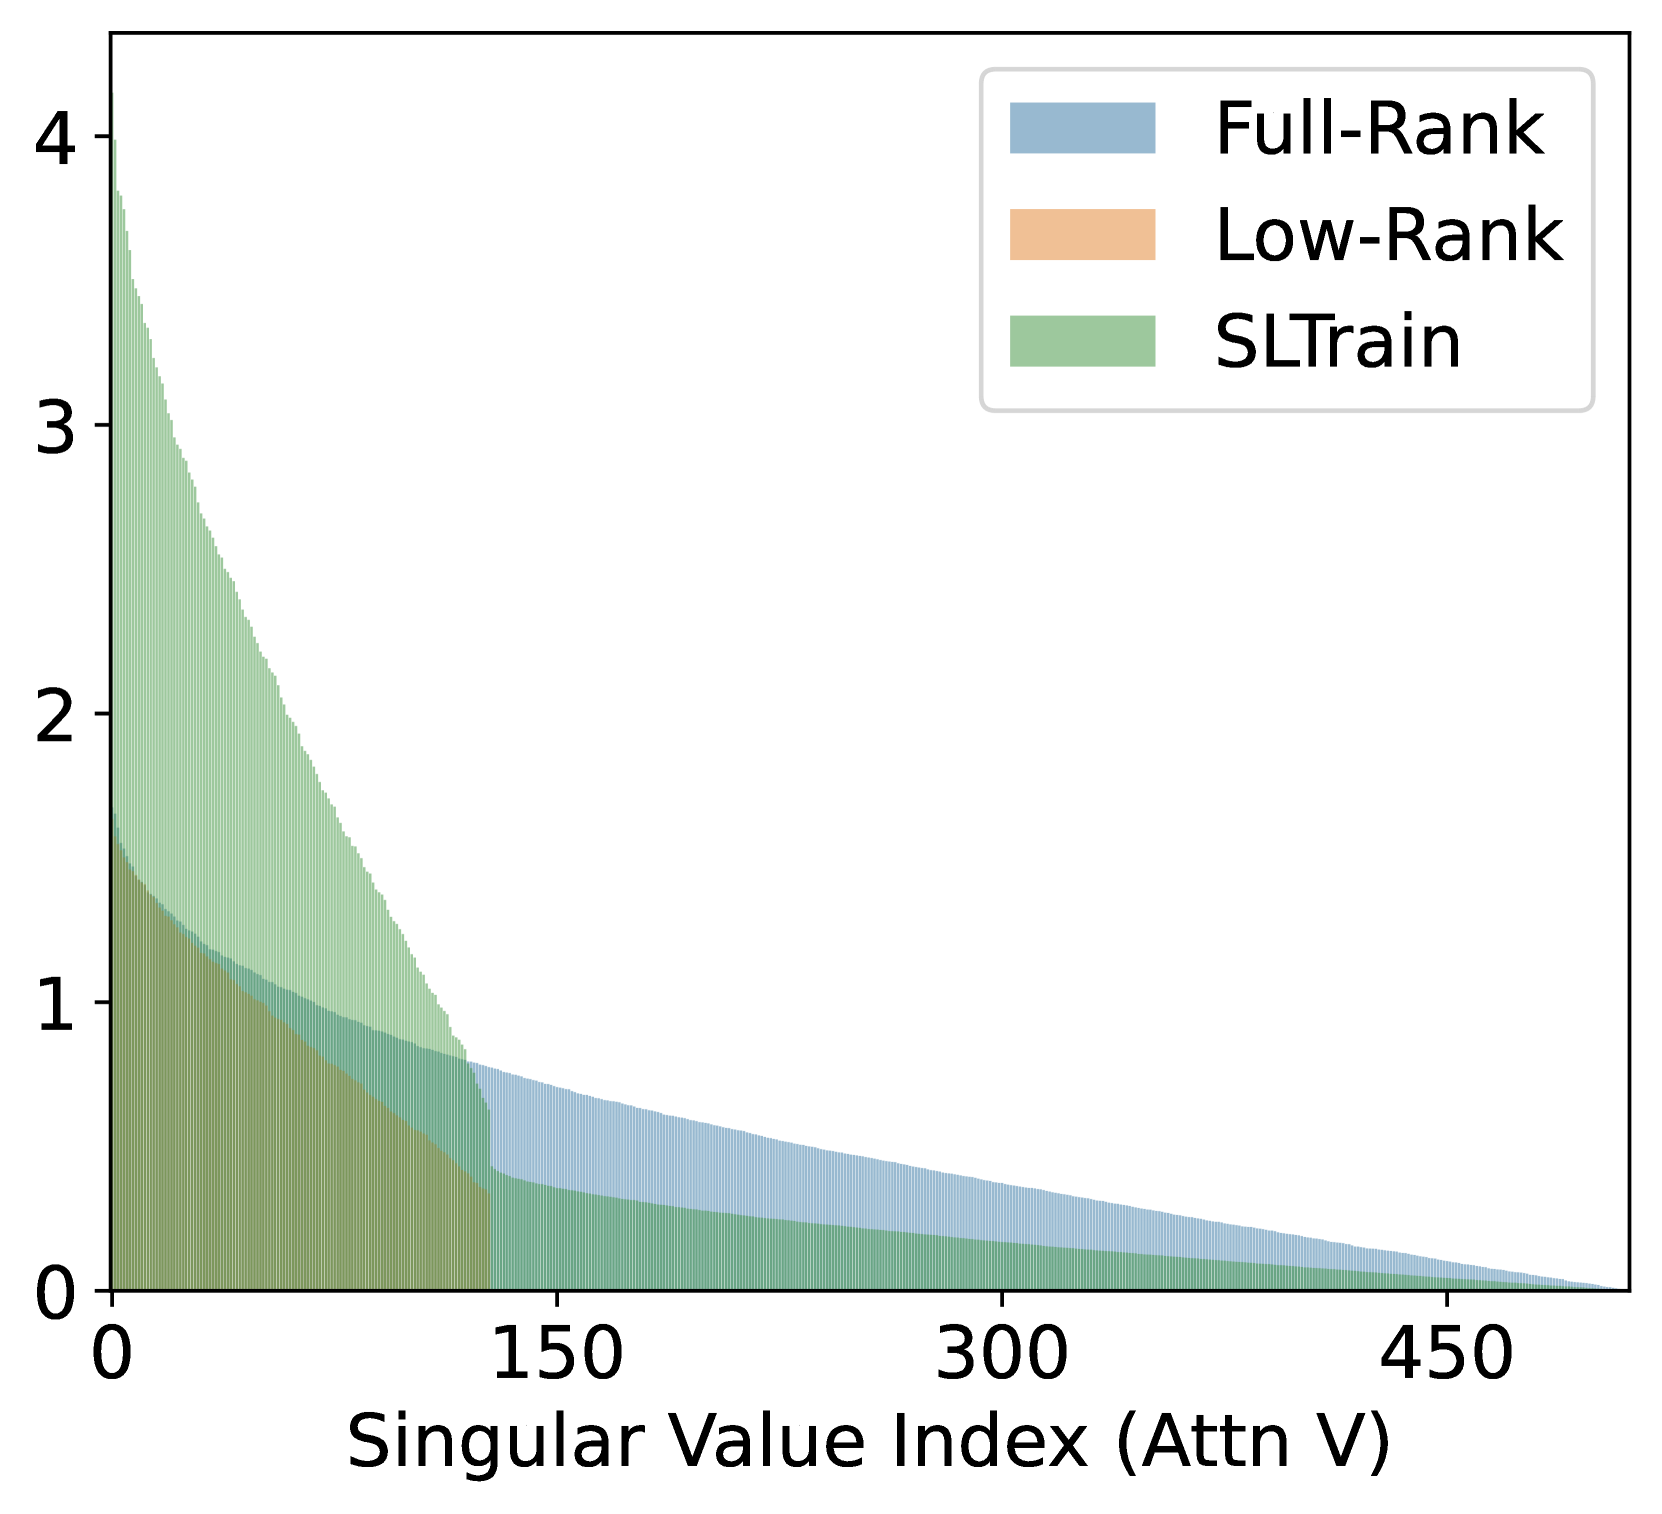 4
3
2
1
0
Full-Rank
Low-Rank
SLTrain
0 150 300 450
Singular Value Index (Attn V)